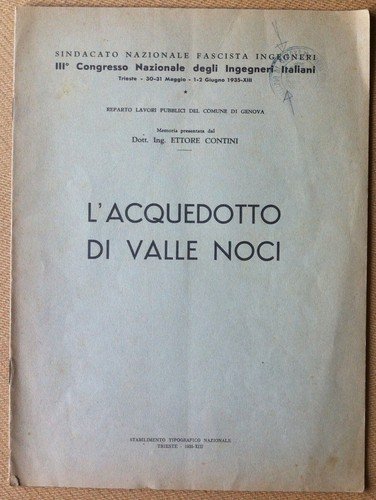 SINDACATO NAZIONALE FASCISTA INGEGNERI
III° Congresso Nazionale degli Ingegneri Italiani
Trieste - 30-31 Maggio - 1-2 Giugno 1935-XIII
REPARTO LAVORI PUBBLICI DEL COMUNE DI GENOVA
Memoria presentata dal
Dott. Ing. ETTORE CONTINI
L'ACQUEDOTTO
DI VALLE NOCI
STABILIMENTO TIPOGRAFICO NAZIONALE
TRIESTE - 1935-XIII